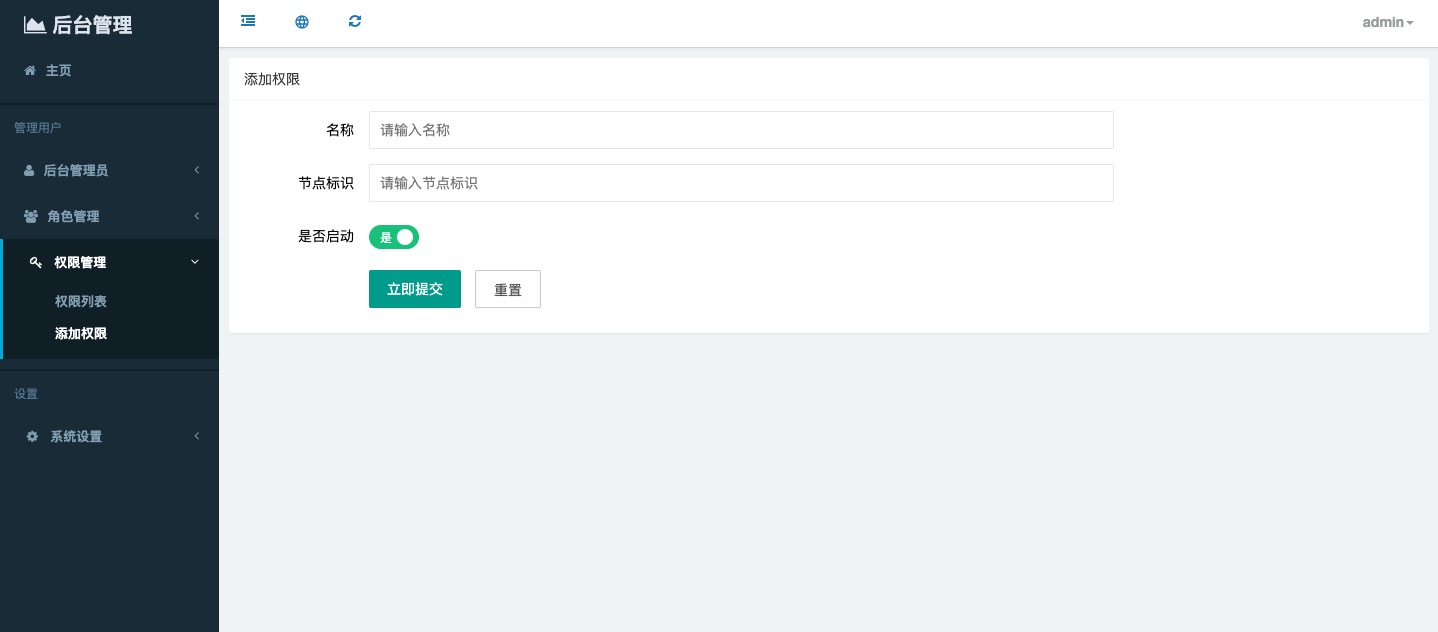 后台管理
admin
主页
管理用户
后台管理员
角色管理
权限管理
权限列表
添加权限
设置
系统设置
添加权限
名称 请输入名称
节点标识 请输入节点标识
是否启动 是
立即提交 重置